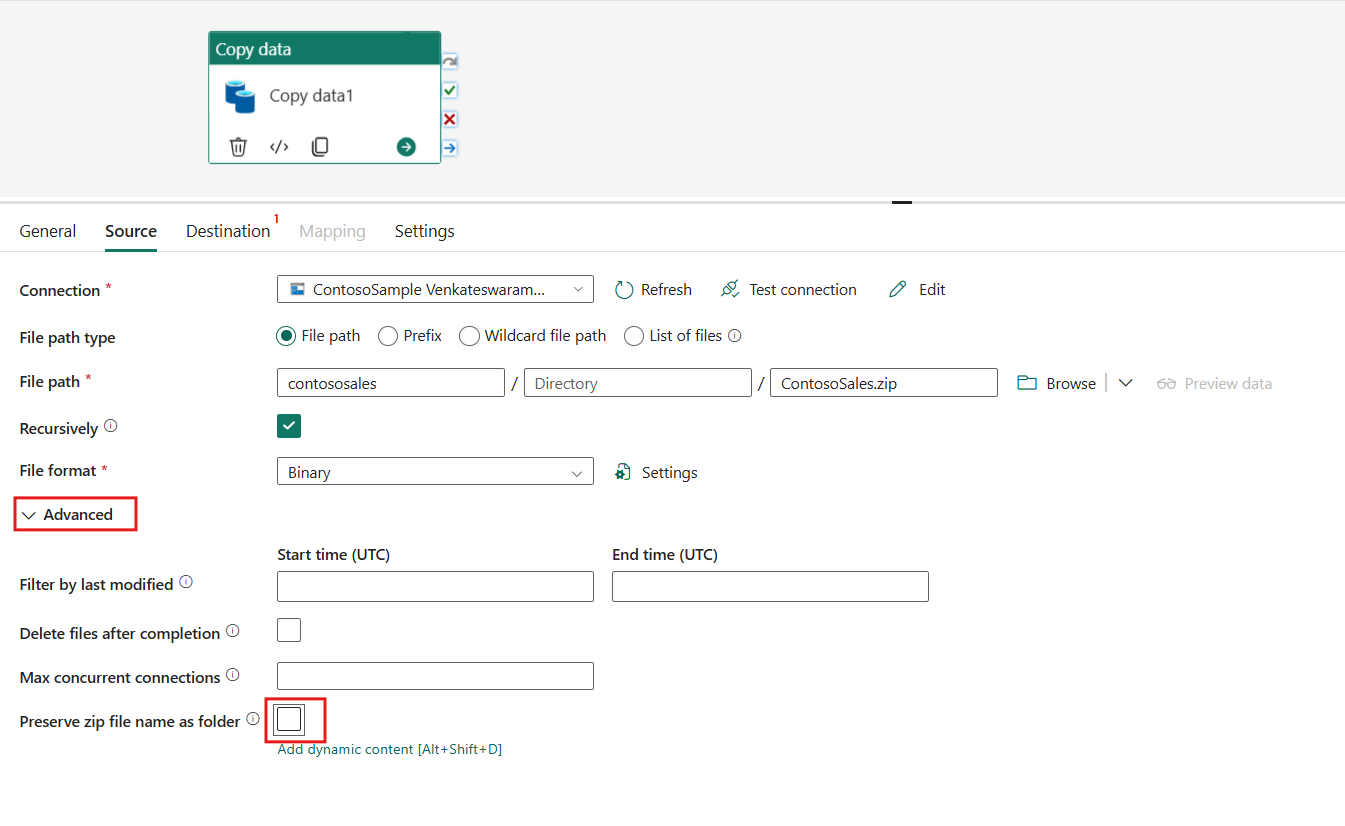 Copy data
Copy data1
General Source Destination 1 Mapping Settings
Connection * ContosoSample Venkateswaram... Refresh Test connection Edit
File path type File path Prefix Wildcard file path List of files
File path * contososales / Directory / ContosoSales.zip Browse Preview data
Recursively
File format * Binary Settings
Advanced
Start time (UTC) End time (UTC)
Filter by last modified
Delete files after completion
Max concurrent connections
Preserve zip file name as folder
Add dynamic content [Alt+Shift+D]